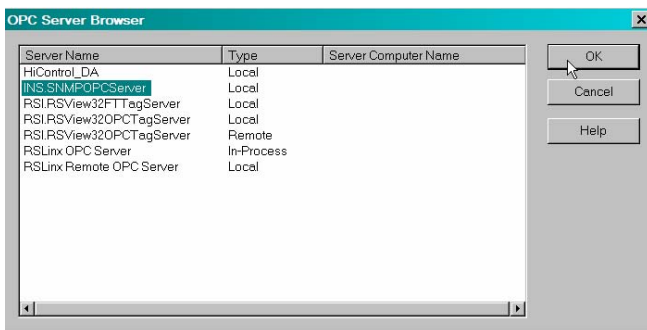 OPC Server Browser
Server Name Type Server Computer Name
HiControl_DA Local
INS.SNMPOPCServer Local
RSI.RSView32FTTagServer Local
RSI.RSView32OPCTagServer Local
RSI.RSView32OPCTagServer Remote
RSLinx OPC Server In-Process
RSLinx Remote OPC Server Local
OK
Cancel
Help